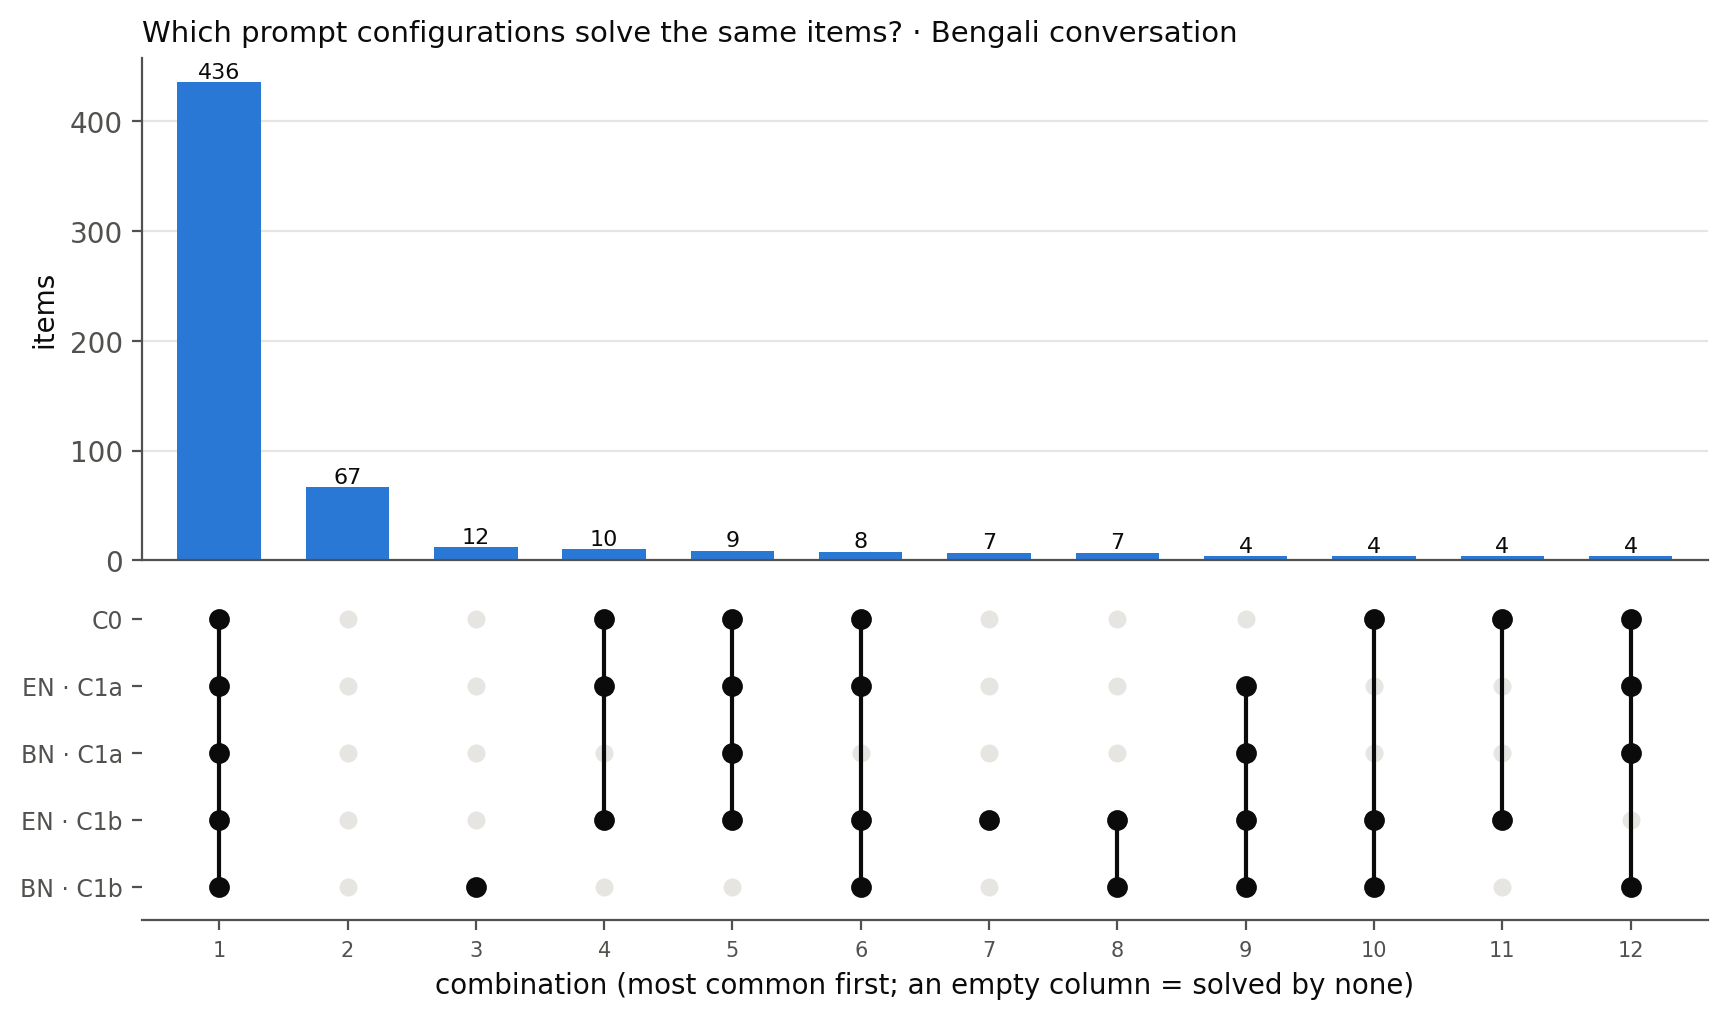 Which prompt configurations solve the same items? · Bengali conversation
436
67
12
10
9
8
7
7
4
4
4
4
400
300
200
100
0
items
C0
EN · C1a
BN · C1a
EN · C1b
BN · C1b
1 2 3 4 5 6 7 8 9 10 11 12
combination (most common first; an empty column = solved by none)